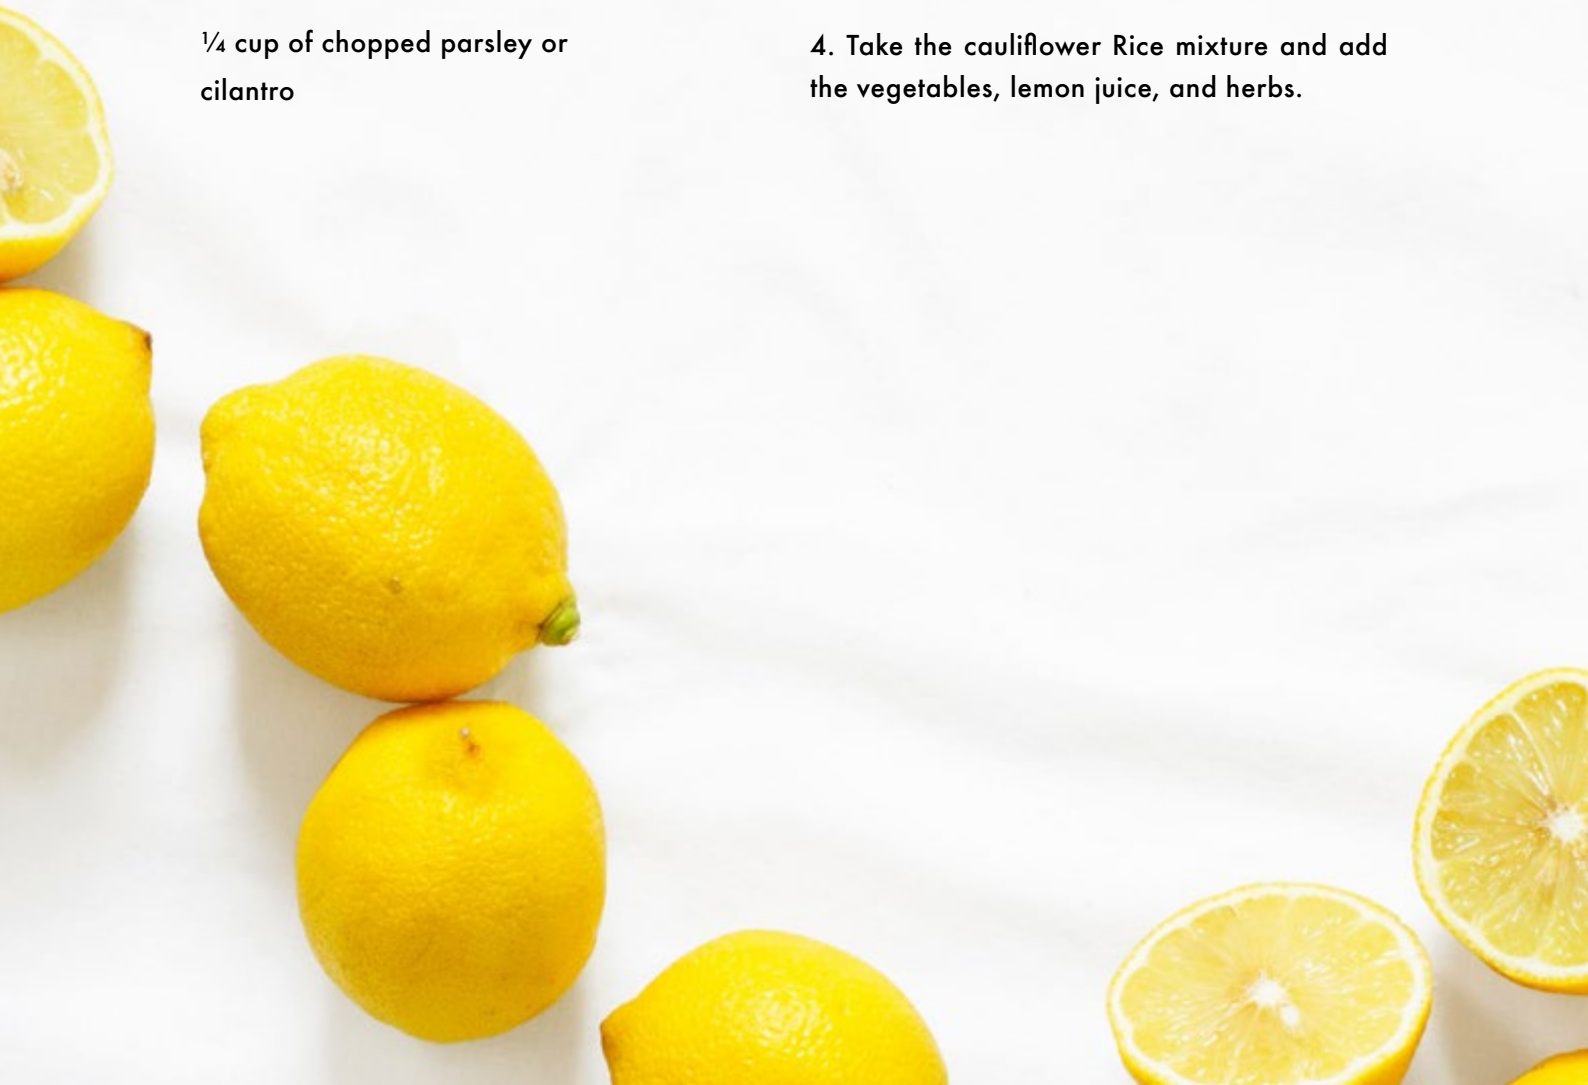 ¼ cup of chopped parsley or
cilantro
4. Take the cauliflower Rice mixture and add
the vegetables, lemon juice, and herbs.